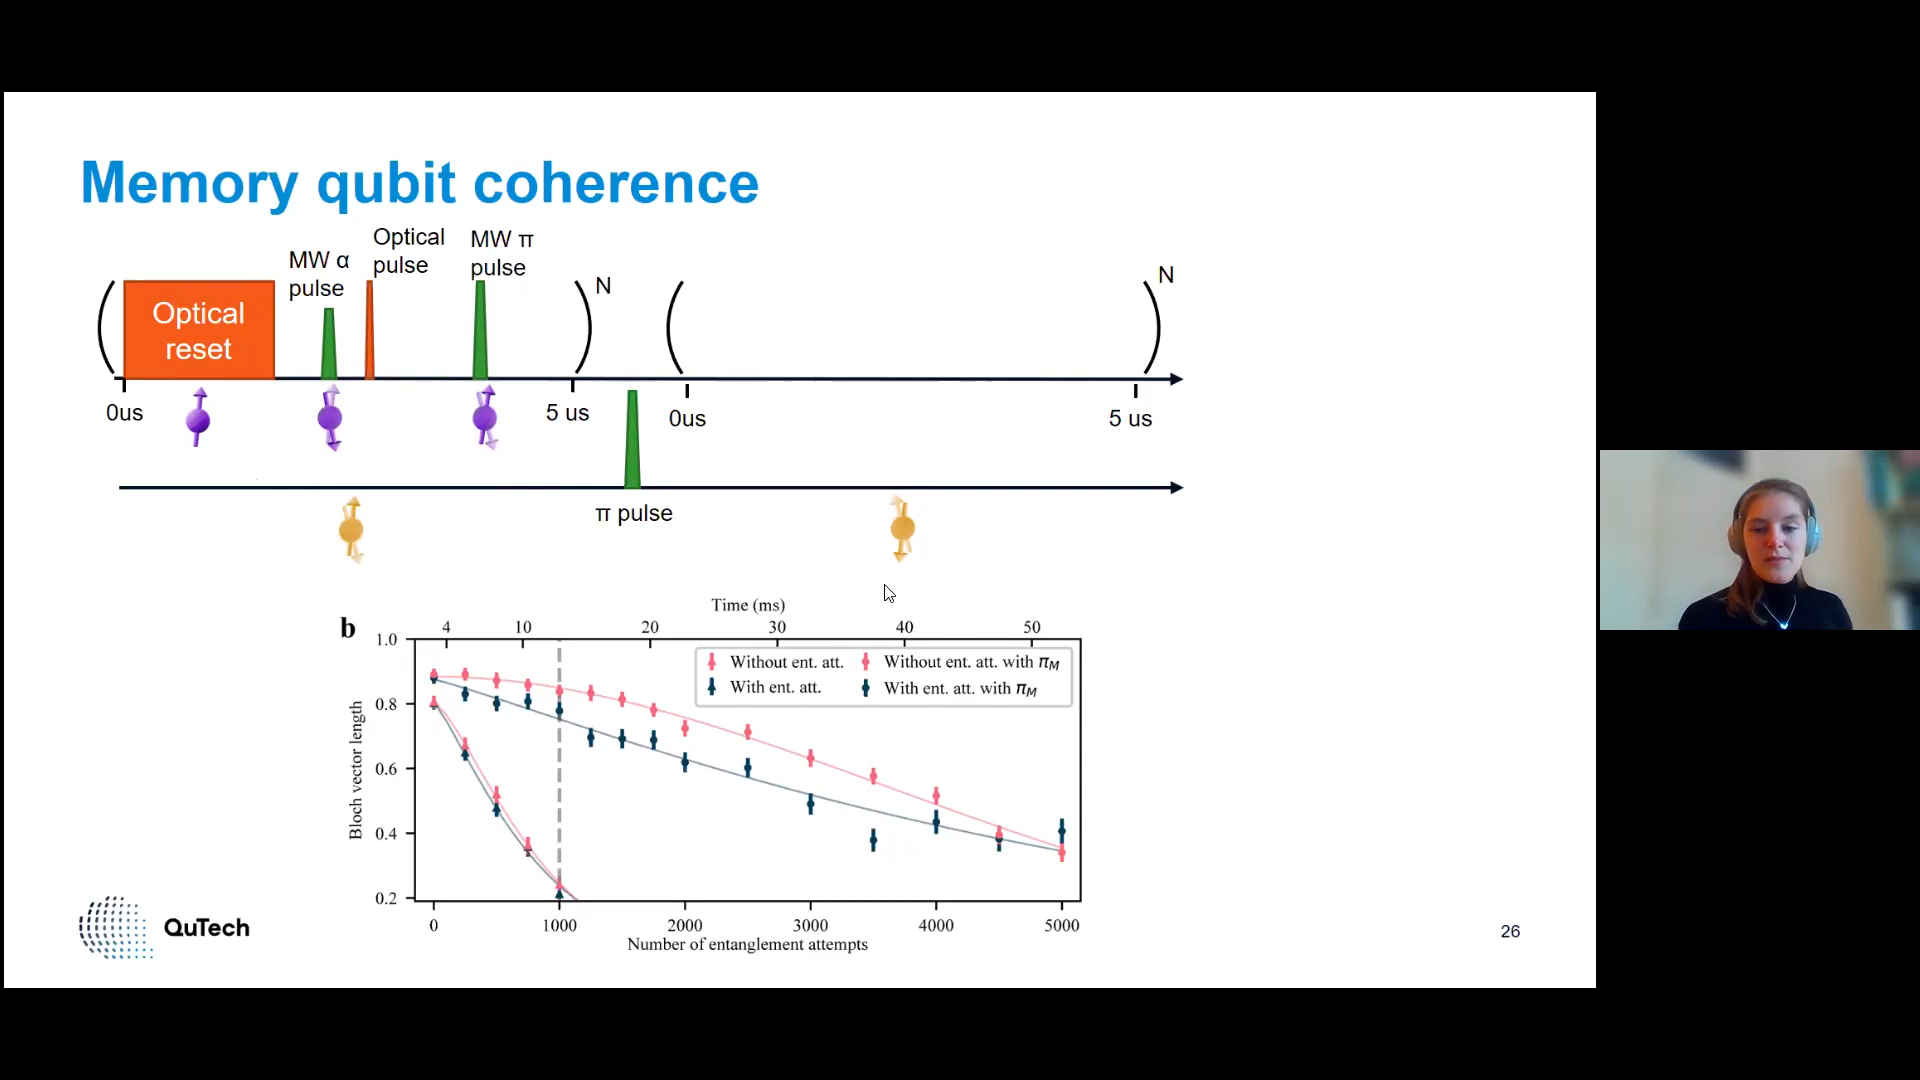 Memory qubit coherence
MW α
pulse
Optical
pulse
MW π
pulse
N
N
Optical
reset
0us
5 us
0us
5 us
π pulse
b
Time (ms)
4 10 20 30 40 50
1.0
0.8
0.6
0.4
0.2
Bloch vector length
Without ent. att.
Without ent. att. with πM
With ent. att.
With ent. att. with πM
0 1000 2000 3000 4000 5000
Number of entanglement attempts
QuTech
26